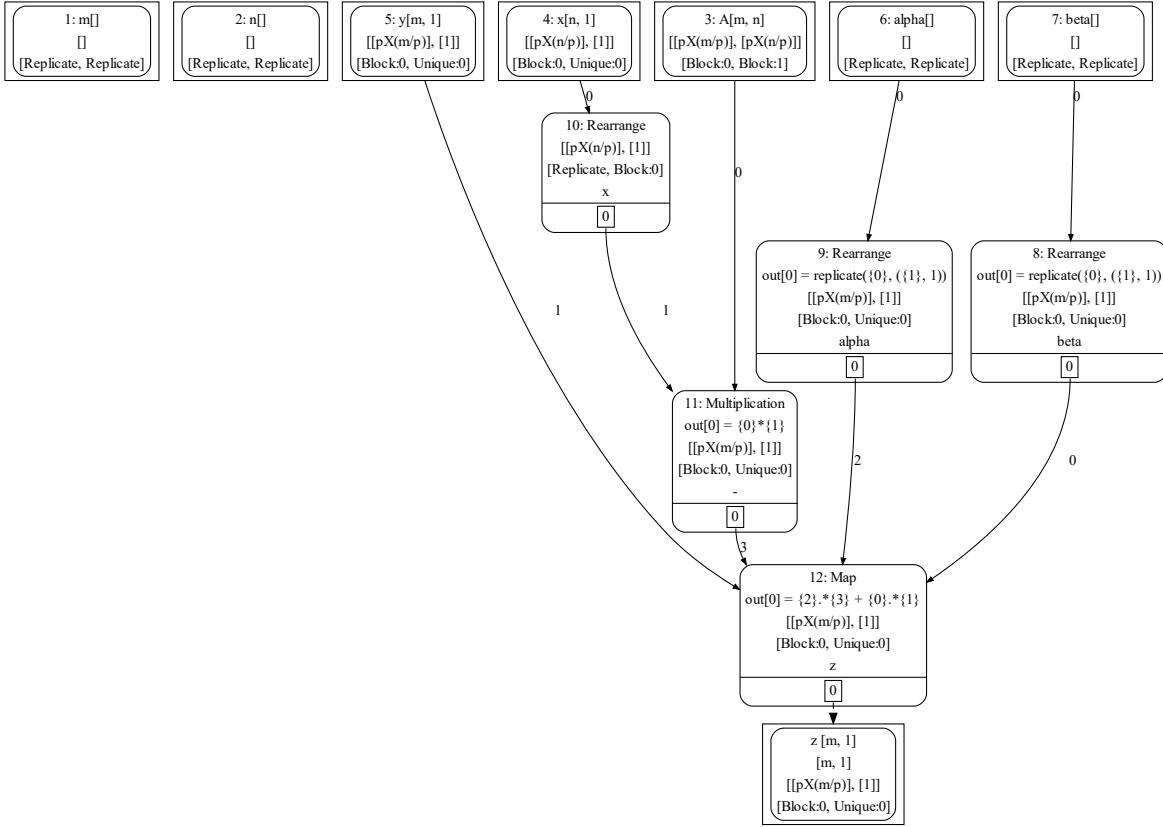 1: m[]
[]
[Replicate, Replicate]
2: n[]
[]
[Replicate, Replicate]
5: y[m, 1]
[[pX(m/p)], [1]]
[Block:0, Unique:0]
4: x[n, 1]
[[pX(n/p)], [1]]
[Block:0, Unique:0]
3: A[m, n]
[[pX(m/p)], [pX(n/p)]]
[Block:0, Block:1]
6: alpha[]
[]
[Replicate, Replicate]
7: beta[]
[]
[Replicate, Replicate]
0
0
0
10: Rearrange
[[pX(n/p)], [1]]
[Replicate, Block:0]
x
0
0
9: Rearrange
out[0] = replicate({0}, ({1}, 1))
[[pX(m/p)], [1]]
[Block:0, Unique:0]
alpha
0
8: Rearrange
out[0] = replicate({0}, ({1}, 1))
[[pX(m/p)], [1]]
[Block:0, Unique:0]
beta
0
1
1
11: Multiplication
out[0] = {0}*{1}
[[pX(m/p)], [1]]
[Block:0, Unique:0]
-
0
2
0
3
12: Map
out[0] = {2}.*{3} + {0}.*{1}
[[pX(m/p)], [1]]
[Block:0, Unique:0]
z
0
z [m, 1]
[m, 1]
[[pX(m/p)], [1]]
[Block:0, Unique:0]